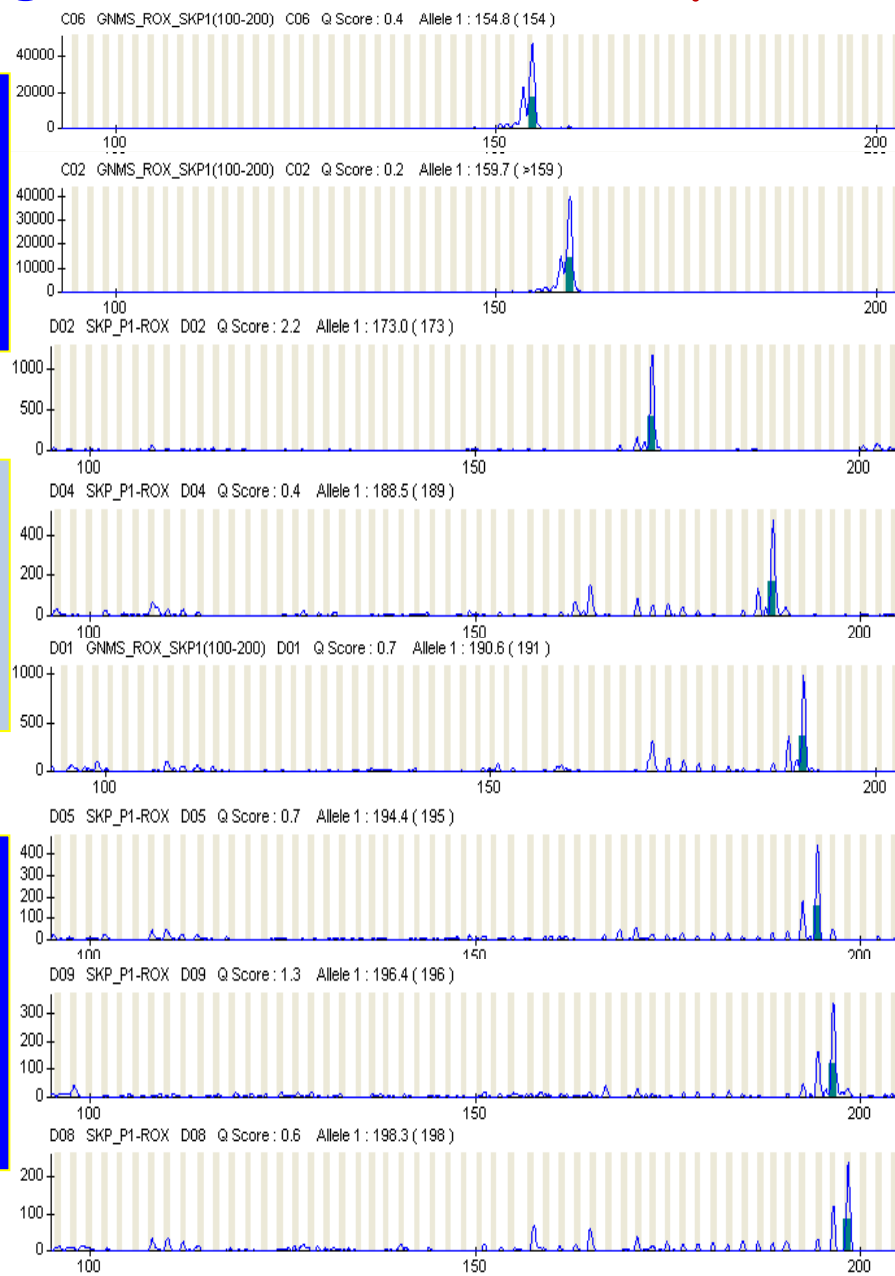 C06 GNMS_ROX_SKP1(100-200) C06 Q Score : 0.4 Allele 1 : 154.8 ( 154 )
40000
20000
0
100 150 200
C02 GNMS_ROX_SKP1(100-200) C02 Q Score : 0.2 Allele 1 : 159.7 ( >159 )
40000
30000
20000
10000
0
100 150 200
D02 SKP_P1-ROX D02 Q Score : 2.2 Allele 1 : 173.0 ( 173 )
1000
500
0
100 150 200
D04 SKP_P1-ROX D04 Q Score : 0.4 Allele 1 : 188.5 ( 189 )
400
200
0
100 150 200
D01 GNMS_ROX_SKP1(100-200) D01 Q Score : 0.7 Allele 1 : 190.6 ( 191 )
1000
500
0
100 150 200
D05 SKP_P1-ROX D05 Q Score : 0.7 Allele 1 : 194.4 ( 195 )
400
300
200
100
0
100 150 200
D09 SKP_P1-ROX D09 Q Score : 1.3 Allele 1 : 196.4 ( 196 )
300
200
100
0
100 150 200
D08 SKP_P1-ROX D08 Q Score : 0.6 Allele 1 : 198.3 ( 198 )
200
100
0
100 150 200